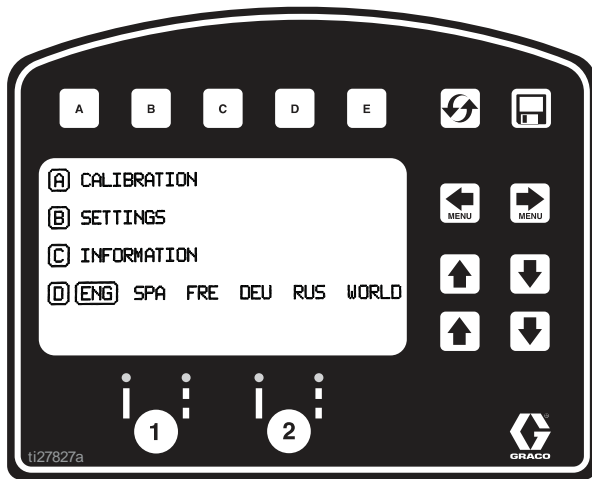 A B C D E
A CALIBRATION
MENU MENU
B SETTINGS
C INFORMATION
D ENG SPA FRE DEU RUS WORLD
1 2
ti27827a
GRACO